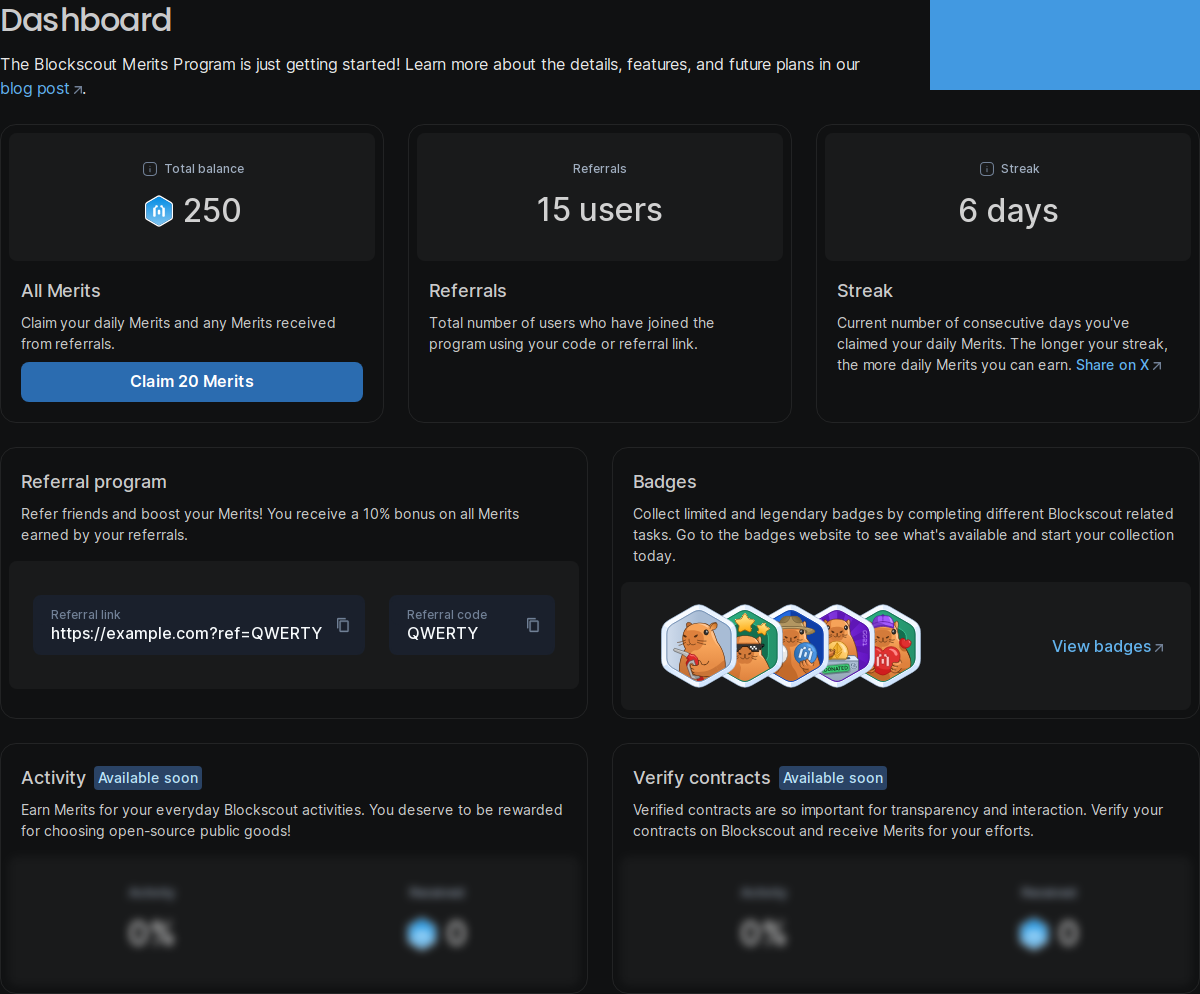 Dashboard
The Blockscout Merits Program is just getting started! Learn more about the details, features, and future plans in our
blog post.
Total balance
250
All Merits
Claim your daily Merits and any Merits received
from referrals.
Claim 20 Merits
Referrals
15 users
Referrals
Total number of users who have joined the
program using your code or referral link.
Streak
6 days
Streak
Current number of consecutive days you've
claimed your daily Merits. The longer your streak,
the more daily Merits you can earn. Share on X
Referral program
Refer friends and boost your Merits! You receive a 10% bonus on all Merits
earned by your referrals.
Referral link
https://example.com?ref=QWERTY
Referral code
QWERTY
Badges
Collect limited and legendary badges by completing different Blockscout related
tasks. Go to the badges website to see what's available and start your collection
today.
DONATED
View badges
Activity Available soon
Earn Merits for your everyday Blockscout activities. You deserve to be rewarded
for choosing open-source public goods!
Activity Received
0% 0
Verify contracts Available soon
Verified contracts are so important for transparency and interaction. Verify your
contracts on Blockscout and receive Merits for your efforts.
Activity Received
0% 0